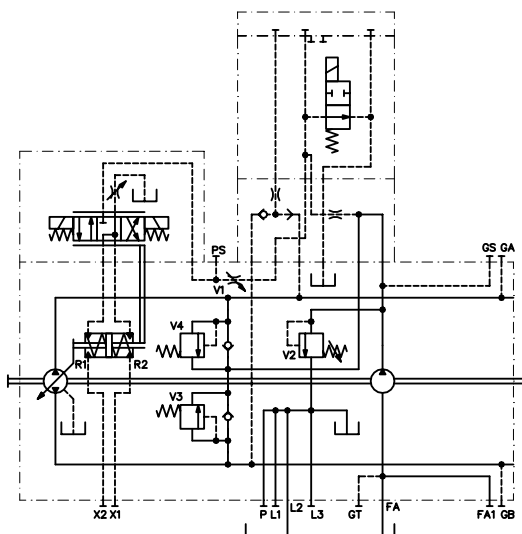 PS
GS GA
V1
V4
V2
R1 R2
V3
X2 X1
P L1 L2 L3 GT FA FA1 GB